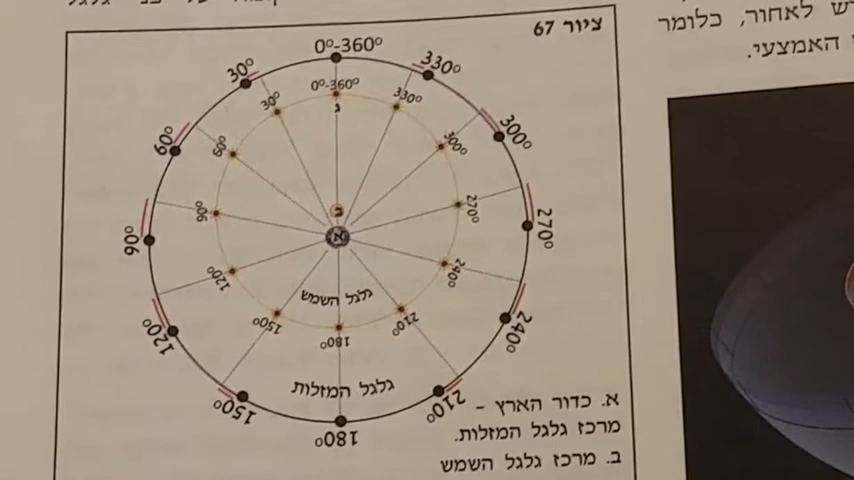 רש לאחור, כלומר
האמצעי.
ציור 67
0°-360°
330°
300°
270°
240°
210°
180°
150°
120°
90°
60°
30°
0°-360°
330°
300°
270°
240°
210°
180°
150°
120°
90°
60°
30°
ג
ב
א
גלגל השמש
גלגל המזלות
א. כדור הארץ –
מרכז גלגל המזלות.
ב. מרכז גלגל השמש